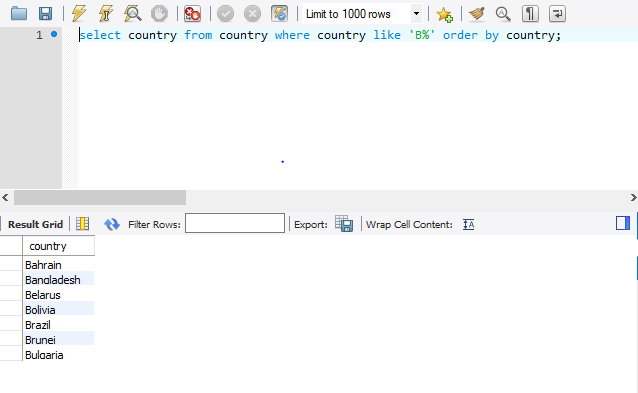 Limit to 1000 rows
1 select country from country where country like 'B%' order by country;
Result Grid Filter Rows: Export: Wrap Cell Content: IA
country
Bahrain
Bangladesh
Belarus
Bolivia
Brazil
Brunei
Bulgaria